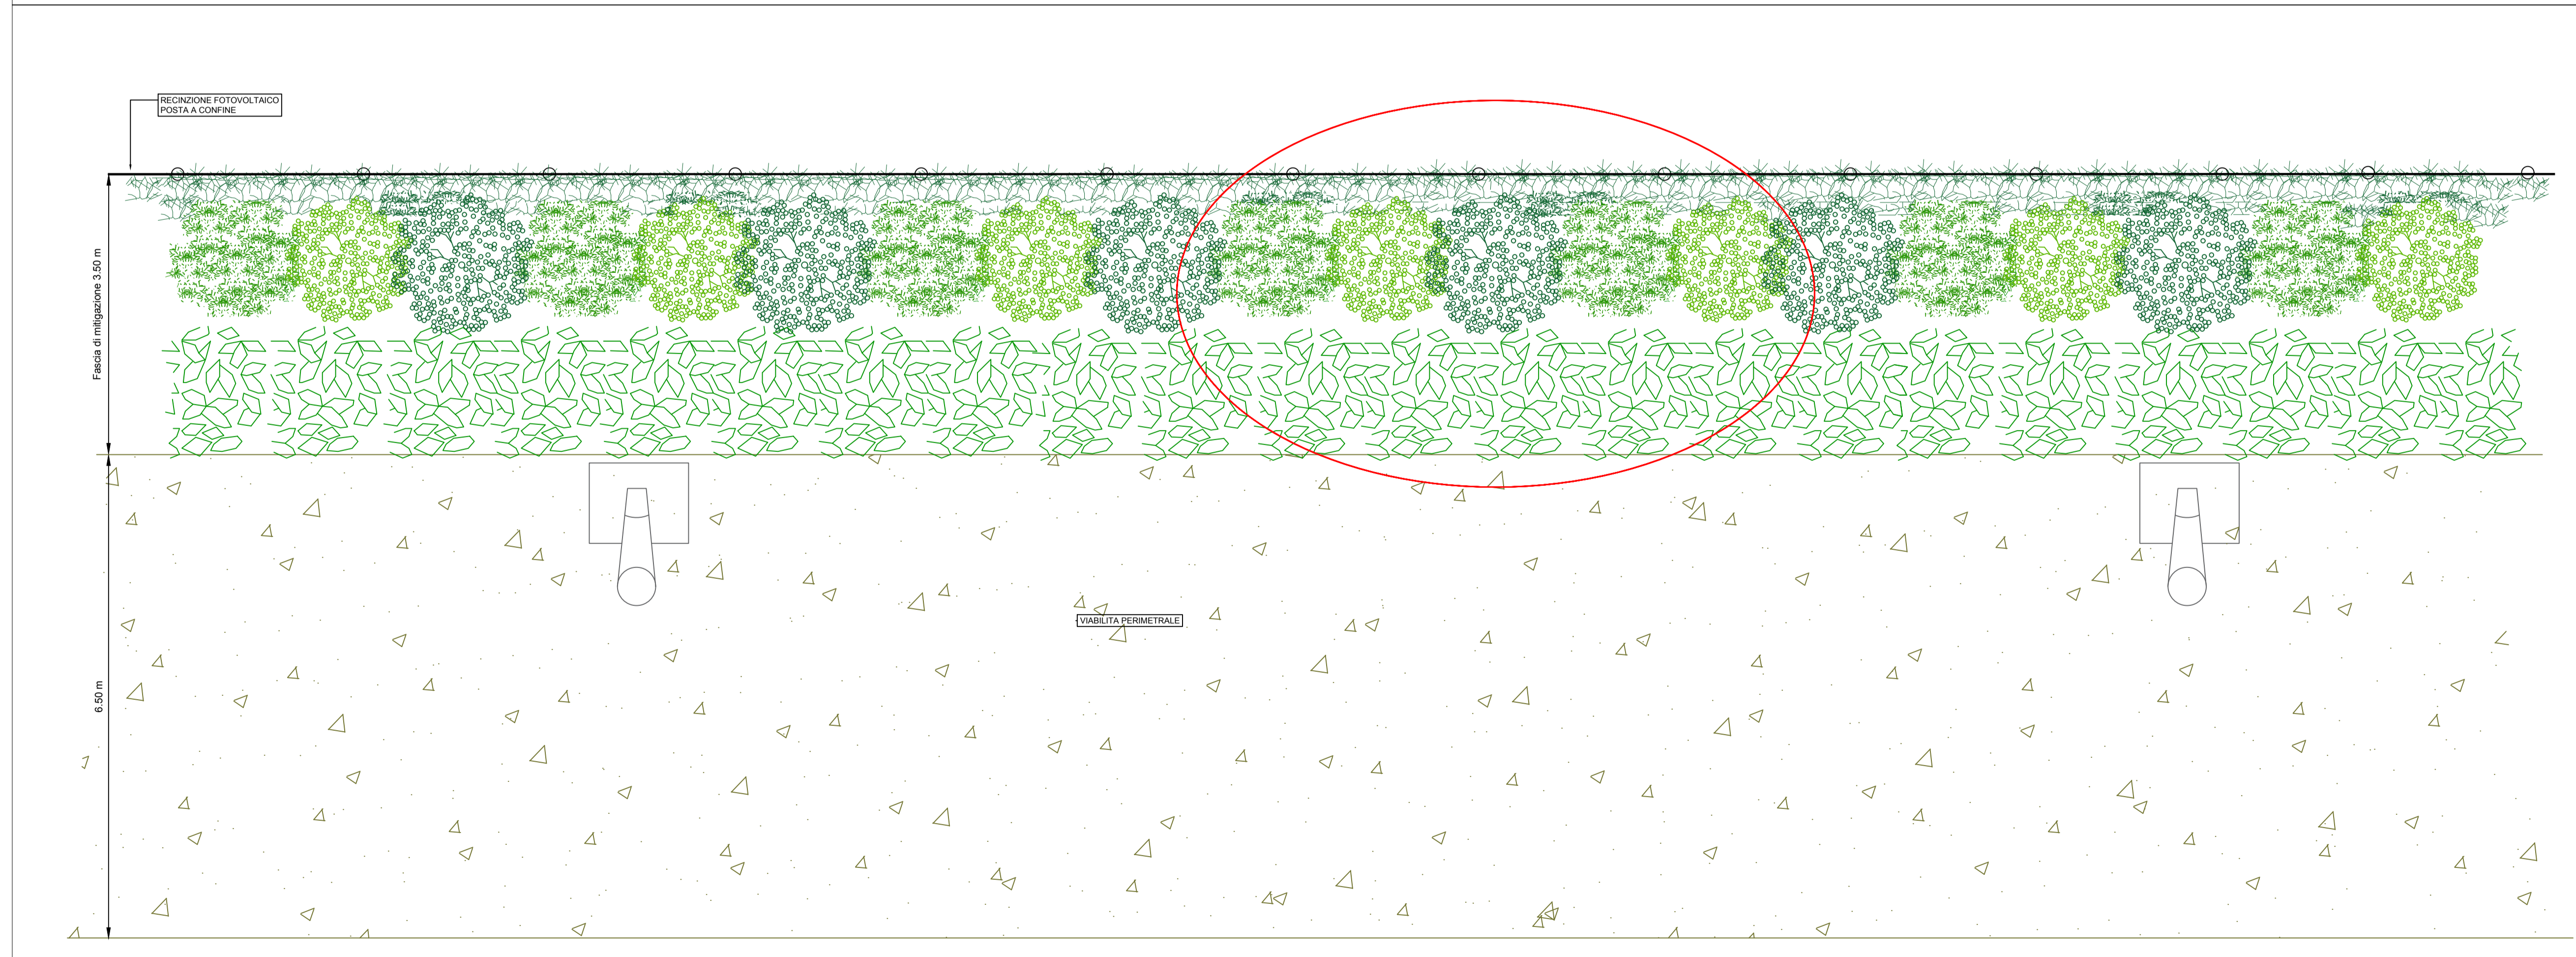 RECINZIONE FOTOVOLTAICO
POSTA A CONFINE
Fascia di mitigazione 3.50 m
VIABILITA PERIMETRALE
6.50 m